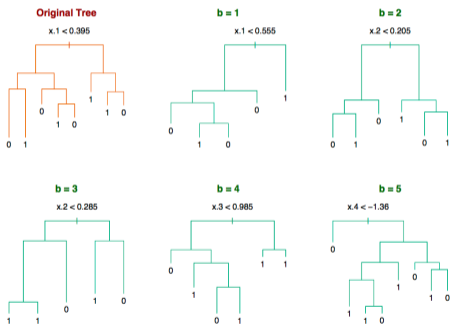 Original Tree
b = 1
b = 2
x.1 < 0.395
x.1 < 0.555
x.2 < 0.205
0 1 0 1 0 1 1 0
0 1 0 0 1
0 1 0 1 0 1
b = 3
b = 4
b = 5
x.2 < 0.285
x.3 < 0.985
x.4 < −1.36
1 1 0 1 0
0 1 0 1 1 1
0 1 1 0 1 0 1 0